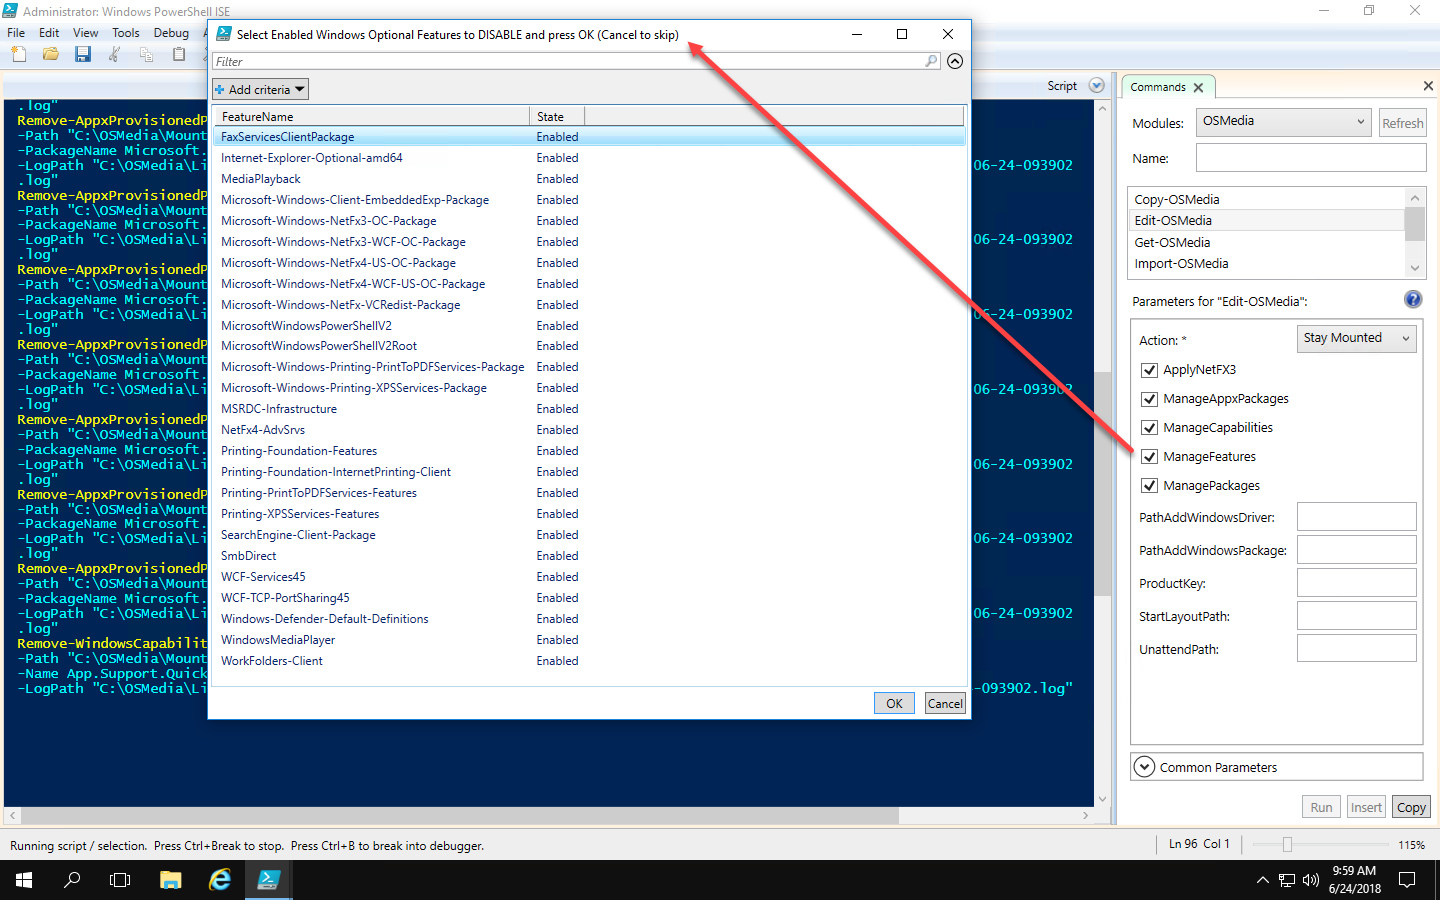 Administrator: Windows PowerShell ISE
File Edit View Tools Debug
Select Enabled Windows Optional Features to DISABLE and press OK (Cancel to skip)
Filter
Add criteria
FeatureName State
FaxServicesClientPackage Enabled
Internet-Explorer-Optional-amd64 Enabled
MediaPlayback Enabled
Microsoft-Windows-Client-EmbeddedExp-Package Enabled
Microsoft-Windows-NetFx3-OC-Package Enabled
Microsoft-Windows-NetFx3-WCF-OC-Package Enabled
Microsoft-Windows-NetFx4-US-OC-Package Enabled
Microsoft-Windows-NetFx4-WCF-US-OC-Package Enabled
Microsoft-Windows-NetFx-VCRedist-Package Enabled
MicrosoftWindowsPowerShellV2 Enabled
MicrosoftWindowsPowerShellV2Root Enabled
Microsoft-Windows-Printing-PrintToPDFServices-Package Enabled
Microsoft-Windows-Printing-XPSServices-Package Enabled
MSRDC-Infrastructure Enabled
NetFx4-AdvSrvs Enabled
Printing-Foundation-Features Enabled
Printing-Foundation-InternetPrinting-Client Enabled
Printing-PrintToPDFServices-Features Enabled
Printing-XPSServices-Features Enabled
SearchEngine-Client-Package Enabled
SmbDirect Enabled
WCF-Services45 Enabled
WCF-TCP-PortSharing45 Enabled
Windows-Defender-Default-Definitions Enabled
WindowsMediaPlayer Enabled
WorkFolders-Client Enabled
OK Cancel
.log"
Remove-AppxProvisionedP
-Path "C:\OSMedia\Mount
-PackageName Microsoft.
-LogPath "C:\OSMedia\Li 06-24-093902
.log"
Remove-AppxProvisionedP
-Path "C:\OSMedia\Mount
-PackageName Microsoft.
-LogPath "C:\OSMedia\Li 06-24-093902
.log"
Remove-AppxProvisionedP
-Path "C:\OSMedia\Mount
-PackageName Microsoft.
-LogPath "C:\OSMedia\Li 06-24-093902
.log"
Remove-AppxProvisionedP
-Path "C:\OSMedia\Mount
-PackageName Microsoft.
-LogPath "C:\OSMedia\Li 06-24-093902
.log"
Remove-AppxProvisionedP
-Path "C:\OSMedia\Mount
-PackageName Microsoft.
-LogPath "C:\OSMedia\Li 06-24-093902
.log"
Remove-AppxProvisionedP
-Path "C:\OSMedia\Mount
-PackageName Microsoft.
-LogPath "C:\OSMedia\Li 06-24-093902
.log"
Remove-AppxProvisionedP
-Path "C:\OSMedia\Mount
-PackageName Microsoft.
-LogPath "C:\OSMedia\Li 06-24-093902
.log"
Remove-WindowsCapabilit
-Path "C:\OSMedia\Mount
-Name App.Support.Quick
-LogPath "C:\OSMedia\Li -093902.log"
Script
Commands
Modules: OSMedia Refresh
Name:
Copy-OSMedia
Edit-OSMedia
Get-OSMedia
Import-OSMedia
Parameters for "Edit-OSMedia":
Action: * Stay Mounted
ApplyNetFX3
ManageAppxPackages
ManageCapabilities
ManageFeatures
ManagePackages
PathAddWindowsDriver:
PathAddWindowsPackage:
ProductKey:
StartLayoutPath:
UnattendPath:
Common Parameters
Run Insert Copy
Running script / selection. Press Ctrl+Break to stop. Press Ctrl+B to break into debugger.
Ln 96 Col 1
115%
9:59 AM
6/24/2018